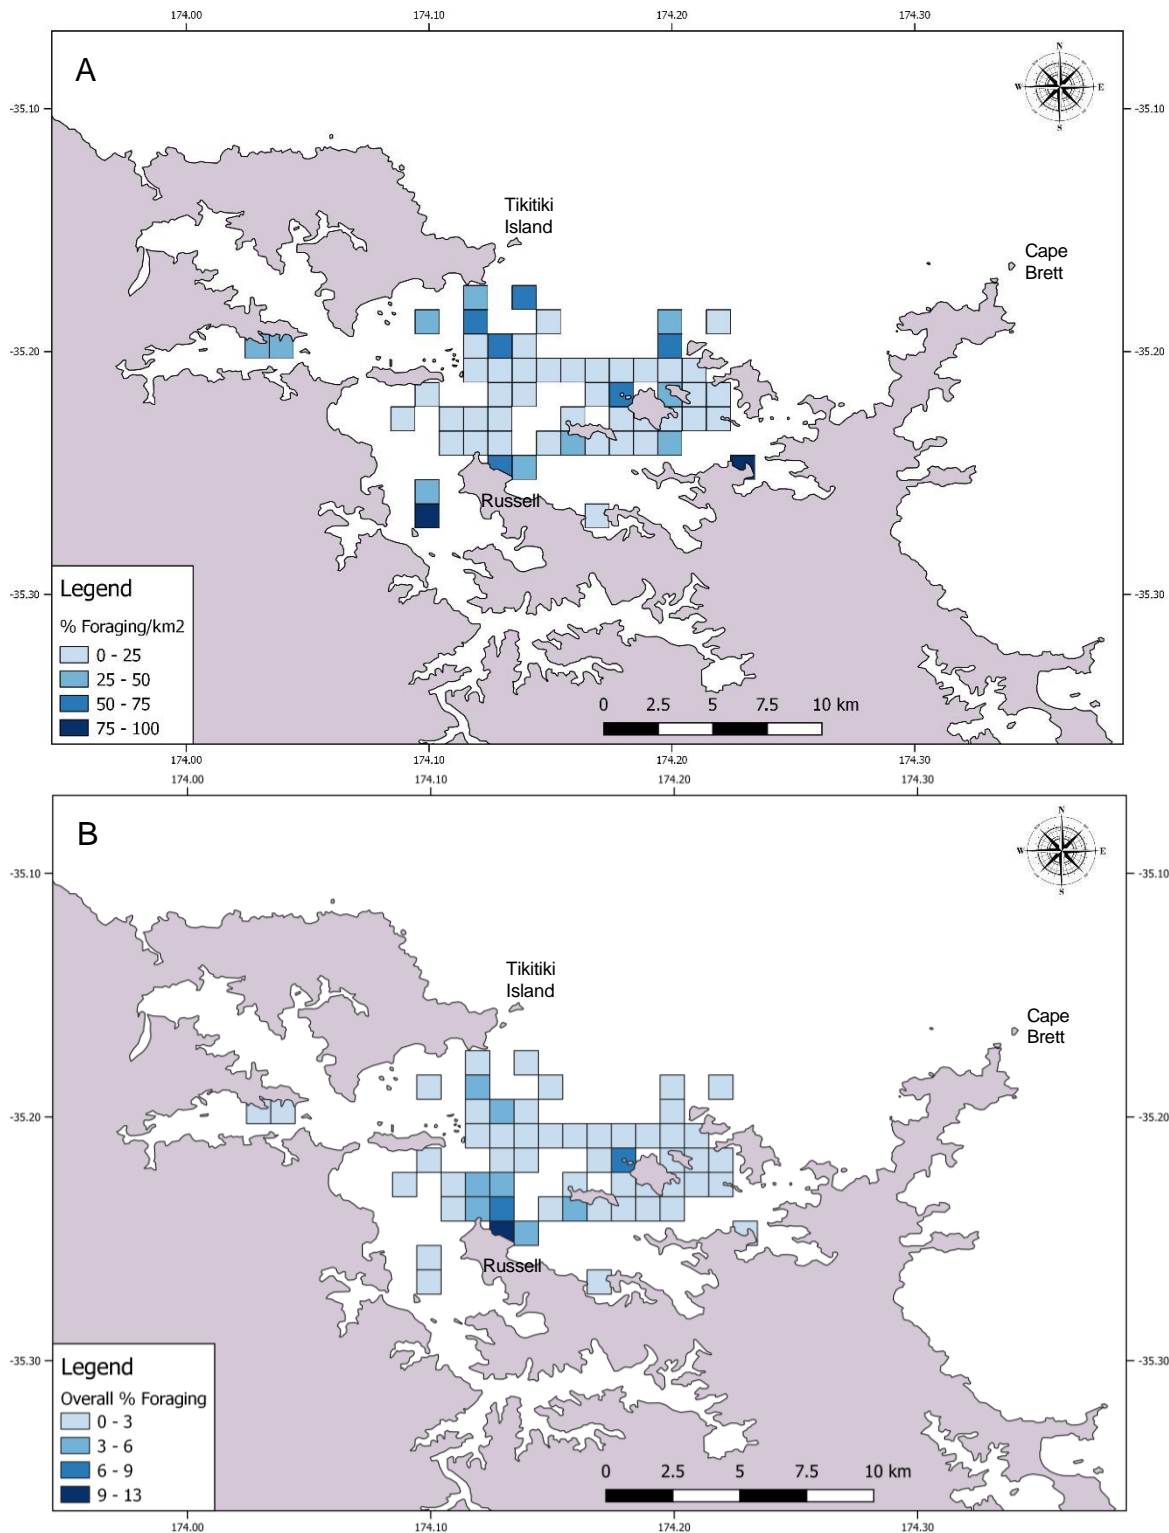 174.00 174.10 174.20 174.30
A
N
W E
S
-35.10 -35.10
Tikitiki
Island
Cape
Brett
-35.20 -35.20
Russell
-35.30 -35.30
Legend
% Foraging/km2
0 - 25
25 - 50
50 - 75
75 - 100
0 2.5 5 7.5 10 km
174.00 174.10 174.20 174.30
174.00 174.10 174.20 174.30
B
N
W E
S
-35.10 -35.10
Tikitiki
Island
Cape
Brett
-35.20 -35.20
Russell
-35.30 -35.30
Legend
Overall % Foraging
0 - 3
3 - 6
6 - 9
9 - 13
0 2.5 5 7.5 10 km
174.00 174.10 174.20 174.30